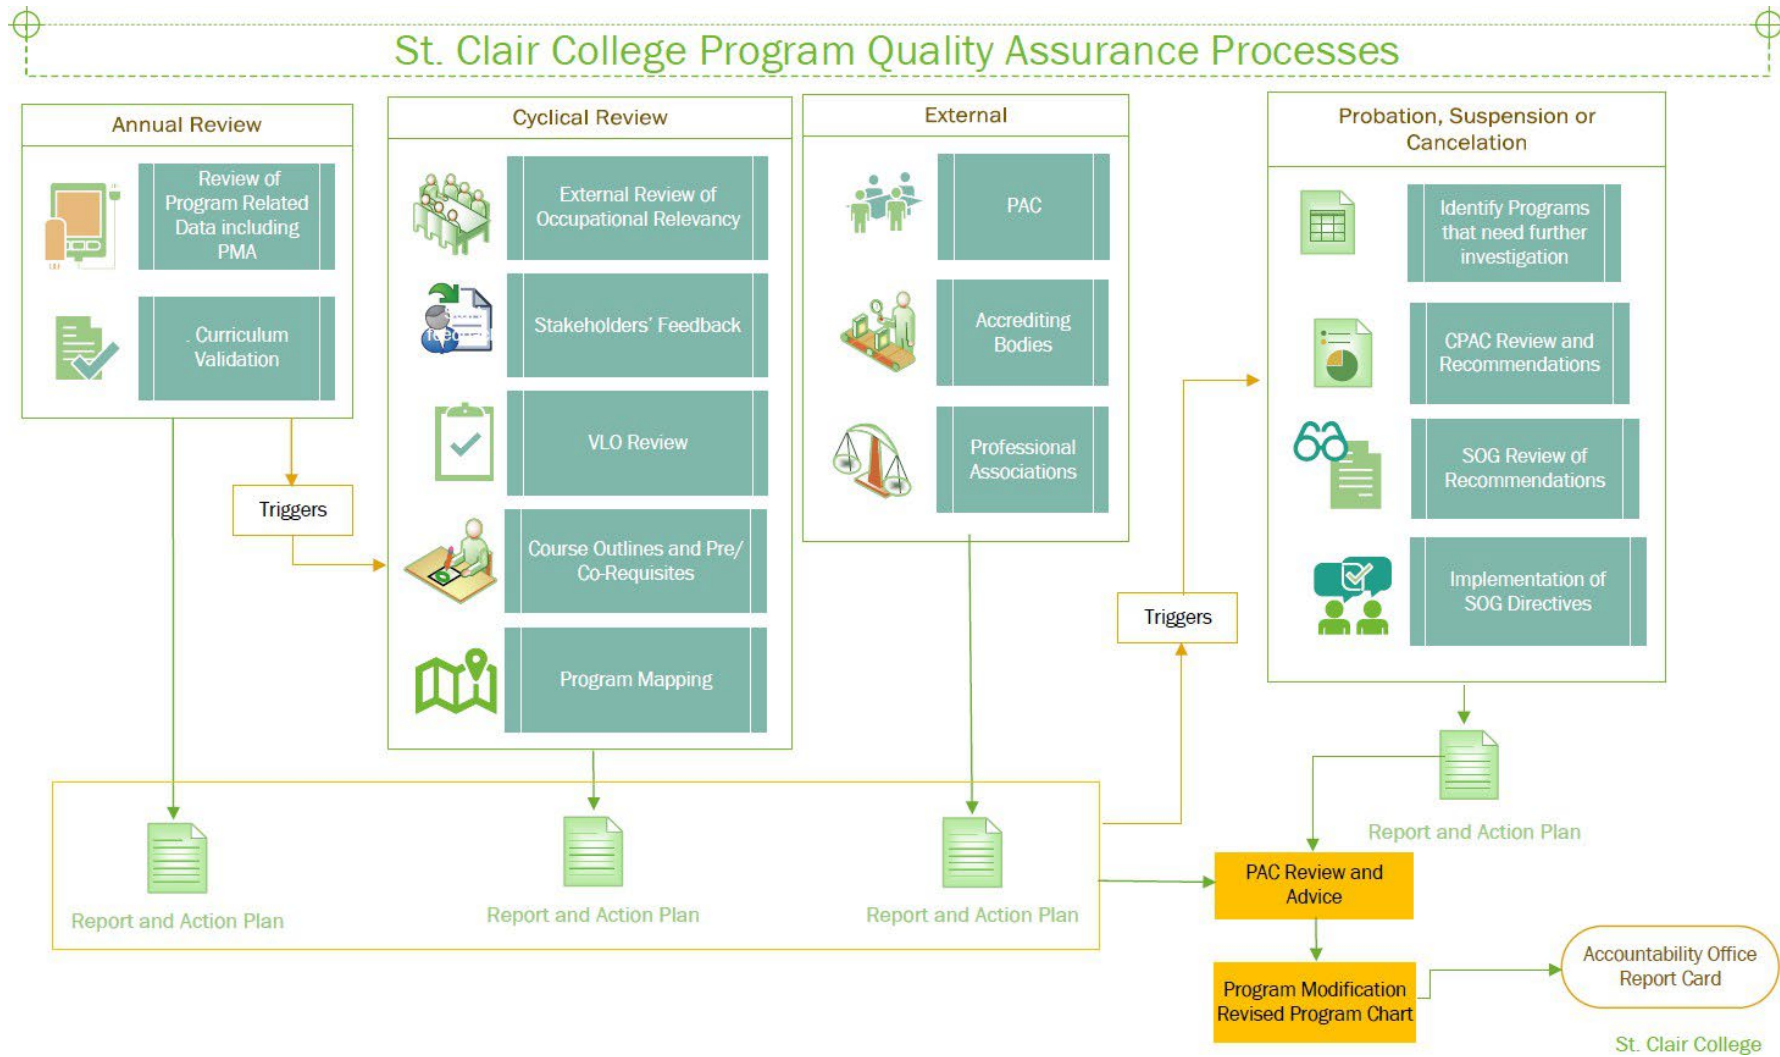 St. Clair College Program Quality Assurance Processes
Annual Review
Review of
Program Related
Data including
PMA
. Curriculum
Validation
Triggers
Cyclical Review
External Review of
Occupational Relevancy
Stakeholders' Feedback
VLO Review
Course Outlines and Pre/
Co-Requisites
Program Mapping
External
PAC
Accrediting
Bodies
Professional
Associations
Triggers
Probation, Suspension or
Cancelation
Identify Programs
that need further
investigation
CPAC Review and
Recommendations
SOG Review of
Recommendations
Implementation of
SOG Directives
Report and Action Plan
Report and Action Plan
Report and Action Plan
Report and Action Plan
PAC Review and
Advice
Program Modification
Revised Program Chart
Accountability Office
Report Card
St. Clair College